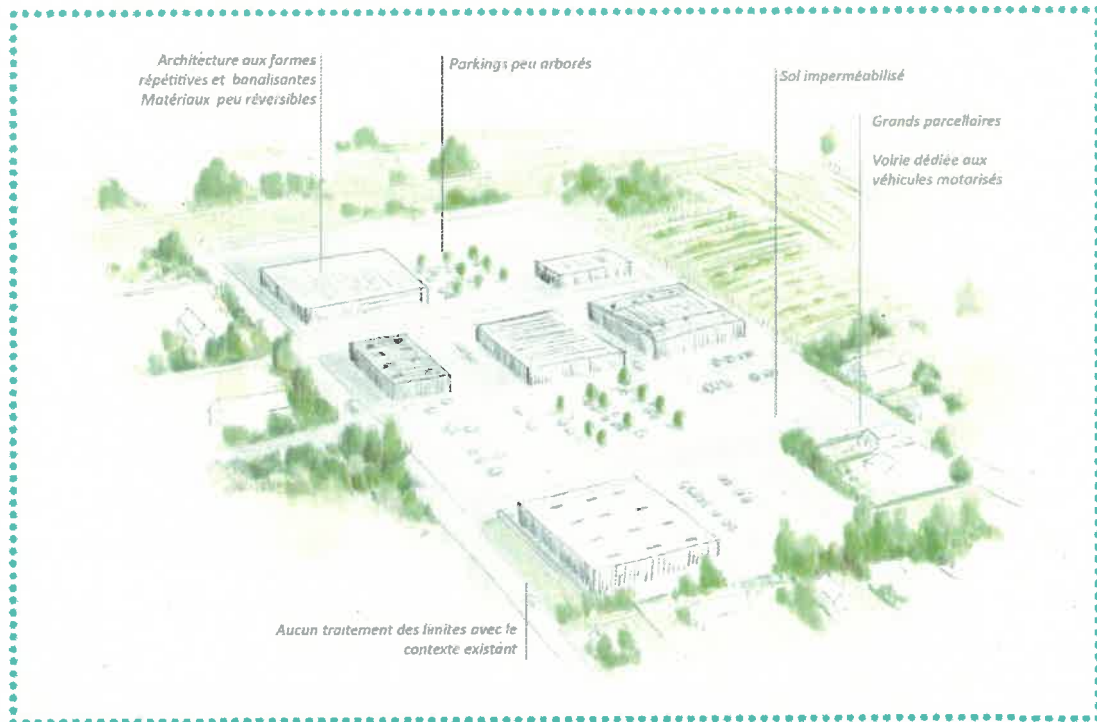 Architecture aux formes
répétitives et banalisantes
Matériaux peu réversibles
Parkings peu arborés
Sol imperméabilisé
Grands parcellaires
Voirie dédiée aux
véhicules motorisés
Aucun traitement des limites avec le
contexte existant